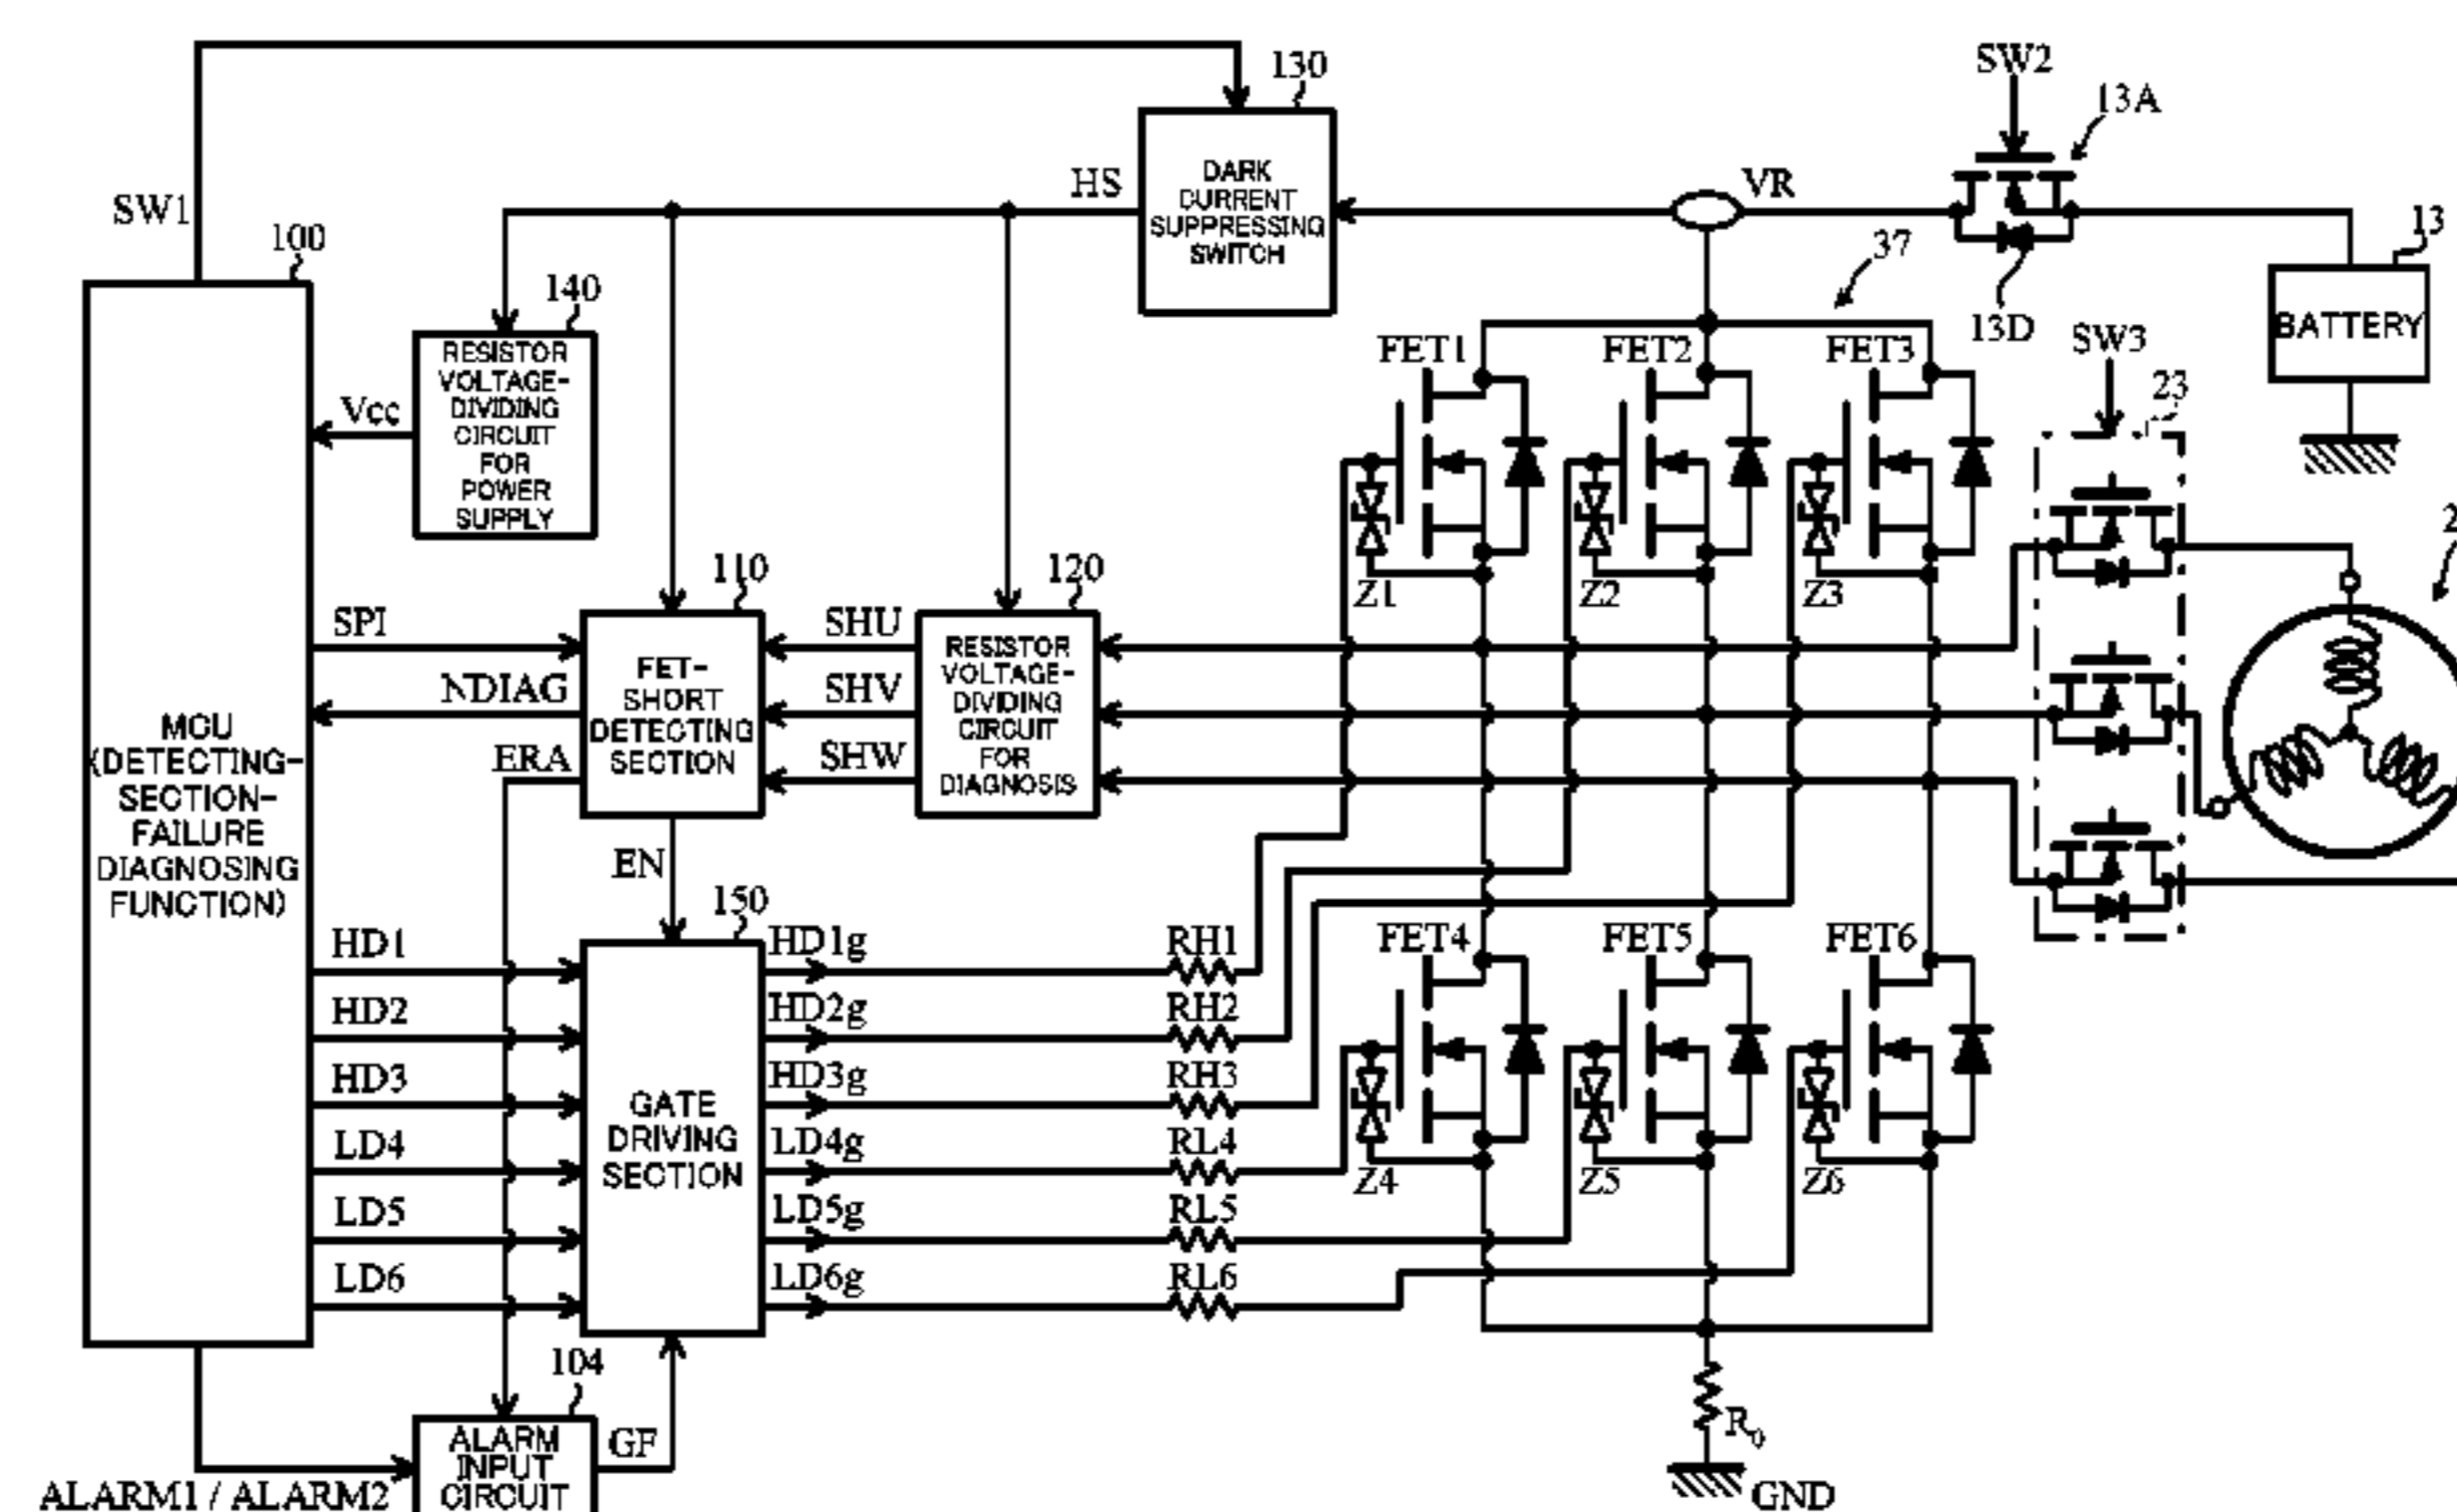 130
SW2
13A
DARK
CURRENT
SUPPRESSING
SWITCH
HS
VR
SW1
100
37
13
140
13D
BATTERY
RESISTOR
VOLTAGE-
DIVIDING
CIRCUIT
FOR
POWER
SUPPLY
Vcc
FET1
FET2
FET3
SW3
23
110
120
Z1
Z2
Z3
SPI
NDIAG
ERA
FET-
SHORT
DETECTING
SECTION
SHU
SHV
SHW
RESISTOR
VOLTAGE-
DIVIDING
CIRCUIT
FOR
DIAGNOSIS
MCU
(DETECTING-
SECTION-
FAILURE
DIAGNOSING
FUNCTION)
EN
150
HD1
HD2
HD3
LD4
LD5
LD6
GATE
DRIVING
SECTION
HD1g
HD2g
HD3g
LD4g
LD5g
LD6g
RH1
RH2
RH3
RL4
RL5
RL6
FET4
FET5
FET6
Z4
Z5
Z6
104
ALARM
INPUT
CIRCUIT
GF
R0
ALARM1 / ALARM2
GND